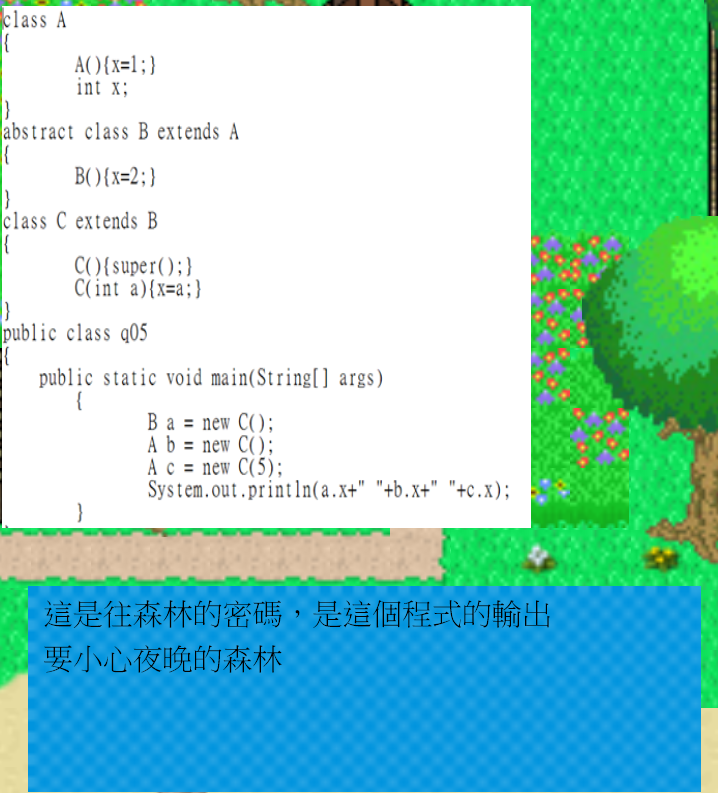 class A
{
A(){x=1;}
int x;
}
abstract class B extends A
{
B(){x=2;}
}
class C extends B
{
C(){super();}
C(int a){x=a;}
}
public class q05
{
public static void main(String[] args)
{
B a = new C();
A b = new C();
A c = new C(5);
System.out.println(a.x+" "+b.x+" "+c.x);
}
這是往森林的密碼，是這個程式的輸出
要小心夜晚的森林